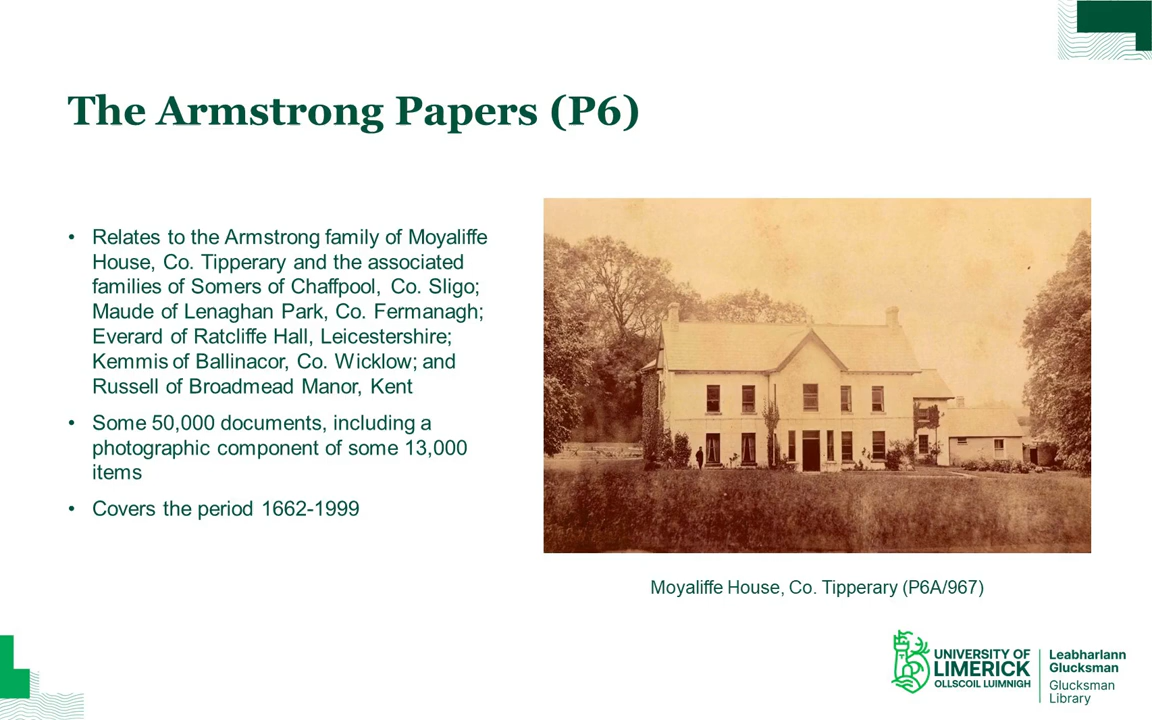 The Armstrong Papers (P6)
• Relates to the Armstrong family of Moyaliffe
House, Co. Tipperary and the associated
families of Somers of Chaffpool, Co. Sligo;
Maude of Lenaghan Park, Co. Fermanagh;
Everard of Ratcliffe Hall, Leicestershire;
Kemmis of Ballinacor, Co. Wicklow; and
Russell of Broadmead Manor, Kent
• Some 50,000 documents, including a
photographic component of some 13,000
items
• Covers the period 1662-1999
Moyaliffe House, Co. Tipperary (P6A/967)
UNIVERSITY OF
LIMERICK
OLLSCOIL LUIMNIGH
Leabharlann
Glucksman
Glucksman
Library